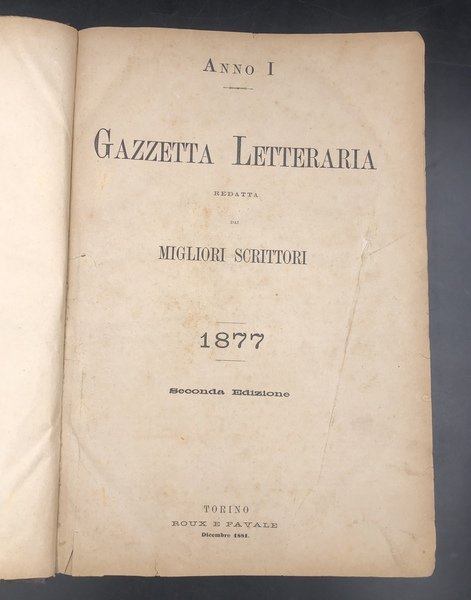 ANNO I
GAZZETTA LETTERARIA
REDATTA
DAI
MIGLIORI SCRITTORI
1877
Seconda Edizione
TORINO
ROUX E FAVALE
Dicembre 1881.